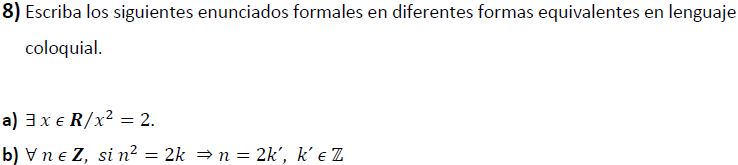 8) Escriba los siguientes enunciados formales en diferentes formas equivalentes en lenguaje
coloquial.
a) ∃ x ϵ R/x² = 2.
b) ∀ n ϵ Z, si n² = 2k ⇒ n = 2k´, k´ ϵ ℤ